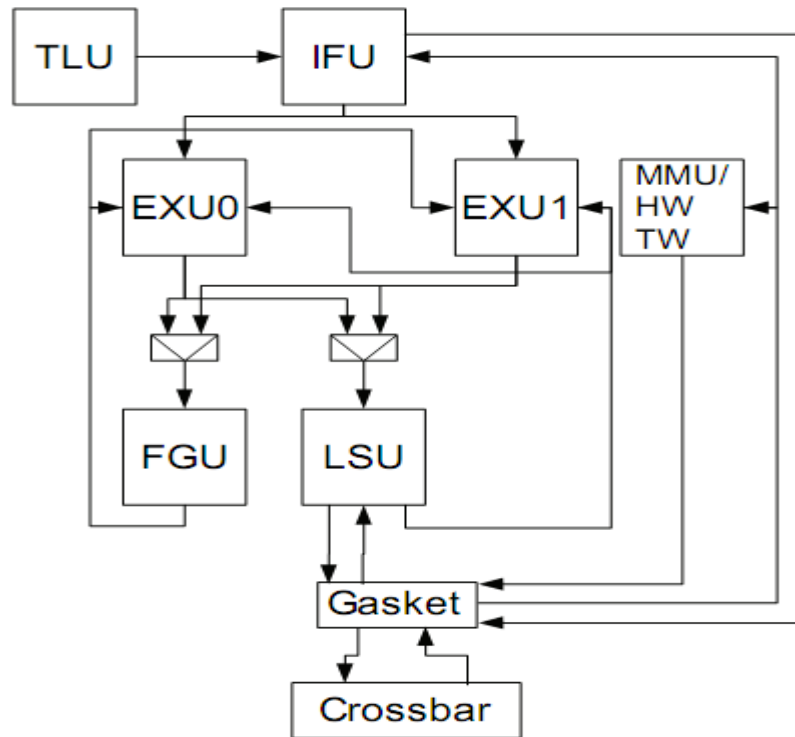 TLU
IFU
EXU0
EXU1
MMU/
HW
TW
FGU
LSU
Gasket
Crossbar